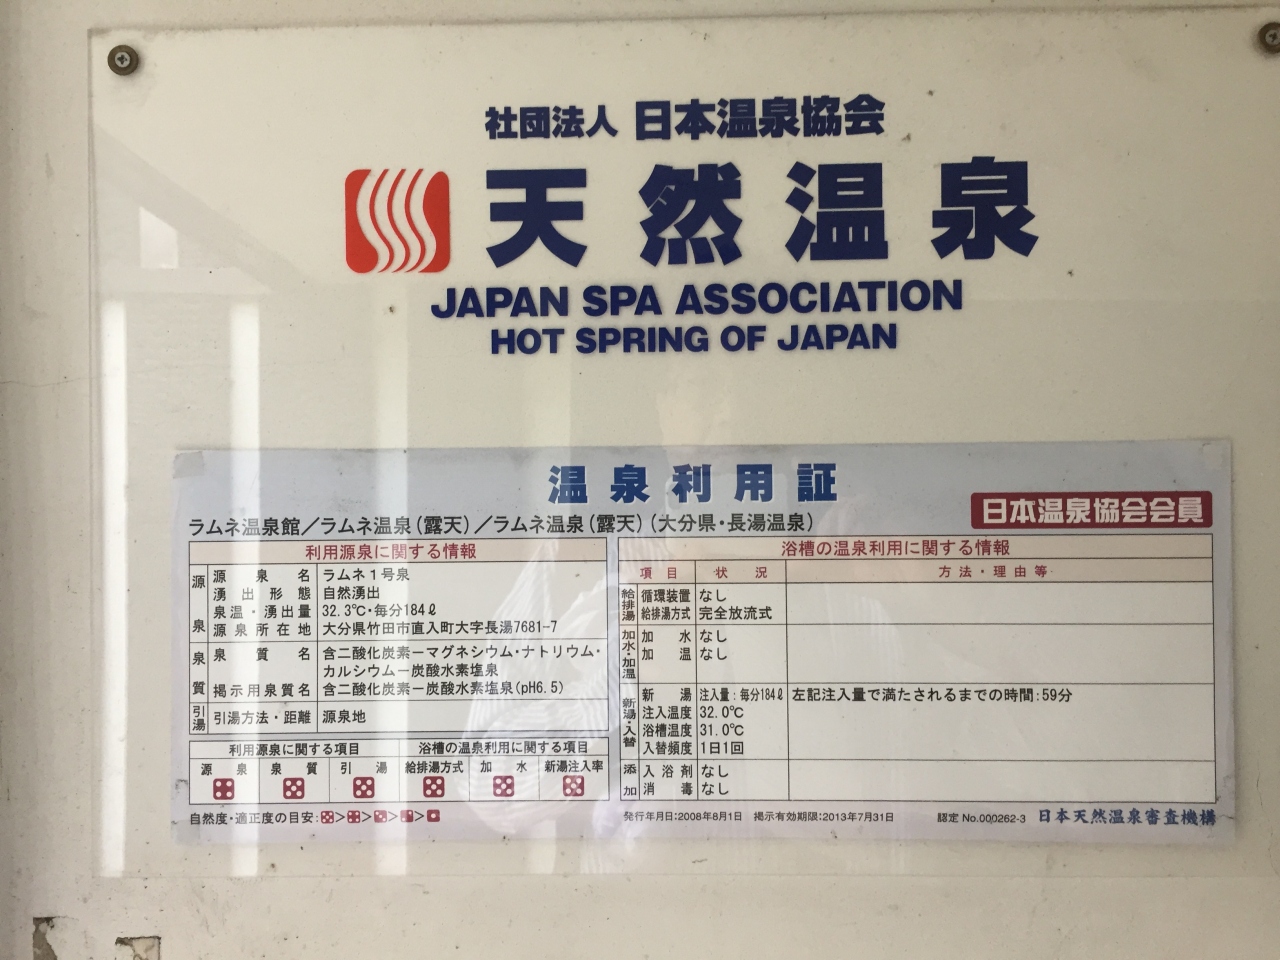 社団法人 日本温泉協会
天然温泉
JAPAN SPA ASSOCIATION
HOT SPRING OF JAPAN
温泉利用証
日本温泉協会会員
ラムネ温泉館／ラムネ温泉（露天）／ラムネ温泉（露天）（大分県・長湯温泉）
利用源泉に関する情報
源泉
源泉名 ラムネ1号泉
湧出形態 自然湧出
泉温・湧出量 32.3℃・毎分184ℓ
源泉所在地 大分県竹田市直入町大字長湯7681-7
泉質
泉質名 含二酸化炭素－マグネシウム・ナトリウム・
カルシウム－炭酸水素塩泉
掲示用泉質名 含二酸化炭素－炭酸水素塩泉(pH6.5)
引湯
引湯方法・距離 源泉地
利用源泉に関する項目 浴槽の温泉利用に関する項目
源泉 泉質 引湯 給排湯方式 加水 新湯注入率
自然度・適正度の目安: > > > >
浴槽の温泉利用に関する情報
項目 状況 方法・理由等
給排湯
循環装置 なし
給排湯方式 完全放流式
加水・加温
加水 なし
加温 なし
新湯・入替
新湯 注入量：毎分184ℓ 左記注入量で満たされるまでの時間：59分
注入温度 32.0℃
浴槽温度 31.0℃
入替頻度 1日1回
添加
入浴剤 なし
消毒 なし
発行年月日:2008年8月1日 掲示有効期限:2013年7月31日 認定 No.000262-3 日本天然温泉審査機構